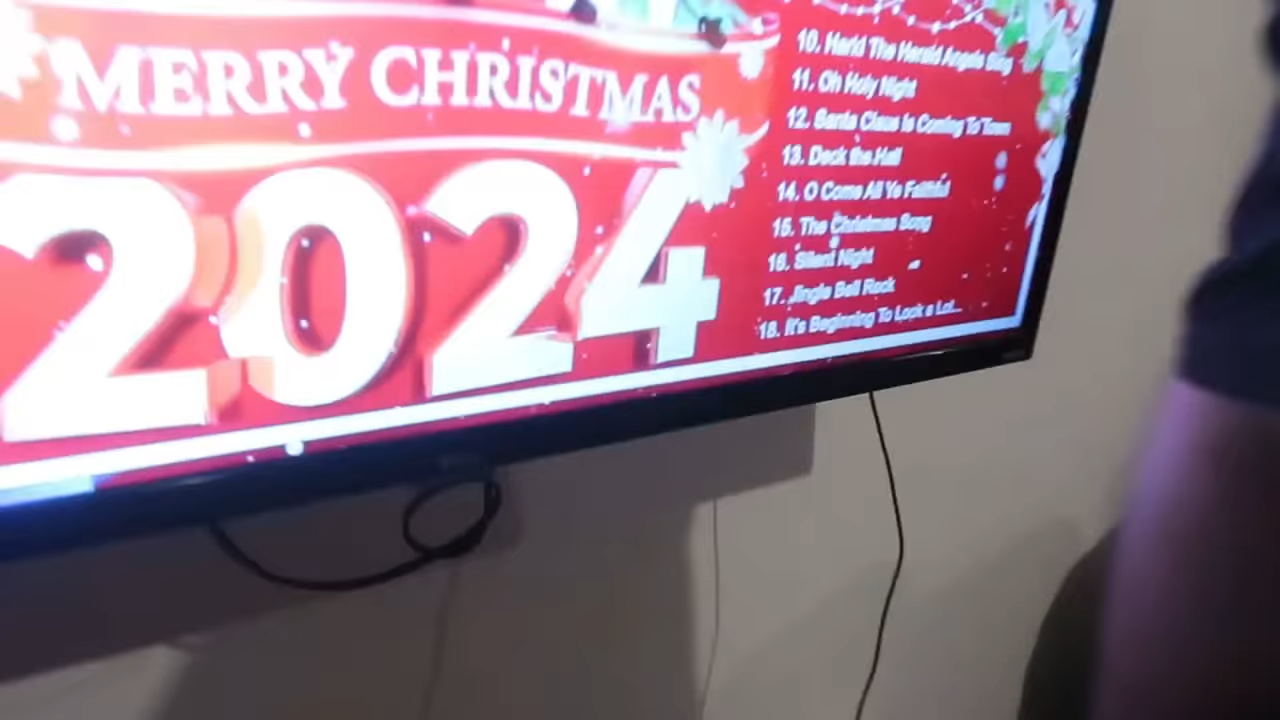 MERRY CHRISTMAS
2024
10. Harkl The Herald Angels Sing
11. Oh Holy Night
12. Santa Claus Is Coming To Town
13. Deck the Hall
14. O Come All Ye Faithful
15. The Christmas Song
16. Silent Night
17. Jingle Bell Rock
18. It's Beginning To Look a Lot...